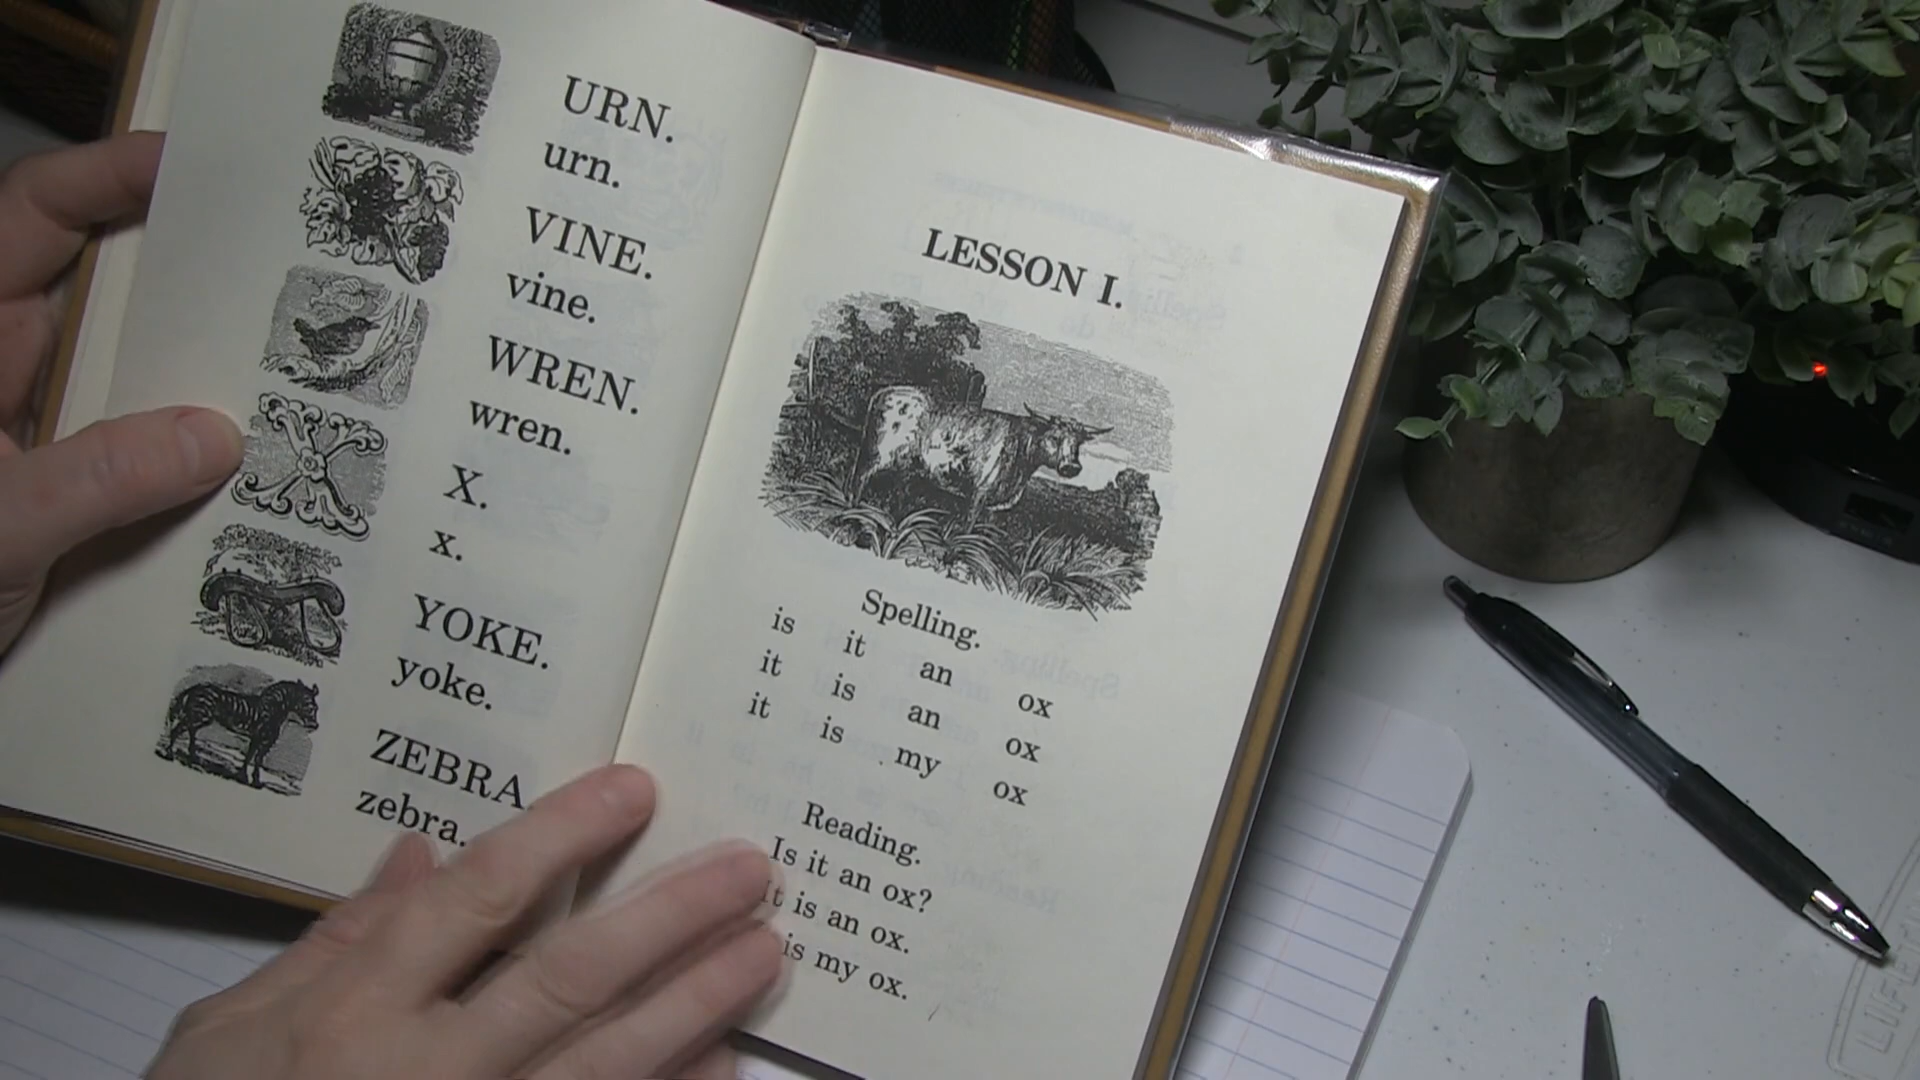 URN.
urn.
VINE.
vine.
WREN.
wren.
X.
x.
YOKE.
yoke.
ZEBRA.
zebra.
LESSON I.
Spelling.
is it an ox
it is an ox
it is my ox
Reading.
Is it an ox?
It is an ox.
is my ox.